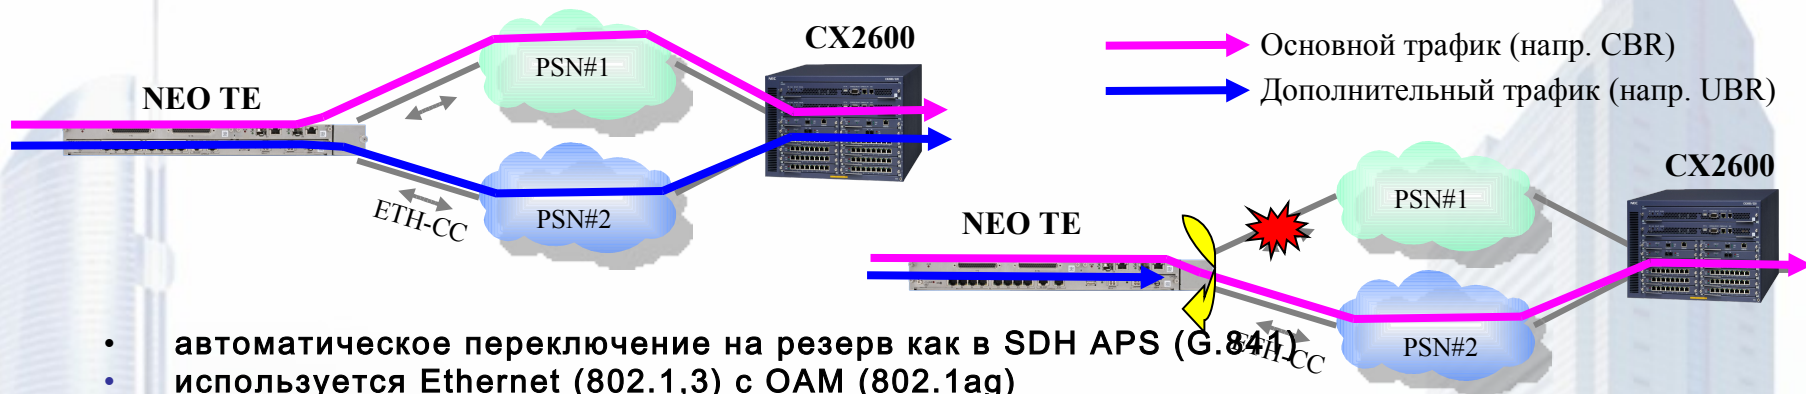 CX2600
Основной трафик (напр. CBR)
PSN#1
Дополнительный трафик (напр. UBR)
NEO TE
CX2600
PSN#1
ETH-CC
PSN#2
NEO TE
автоматическое переключение на резерв как в SDH APS (G.841)
ETH-CC
PSN#2
используется Ethernet (802.1,3) с OAM (802.1ag)